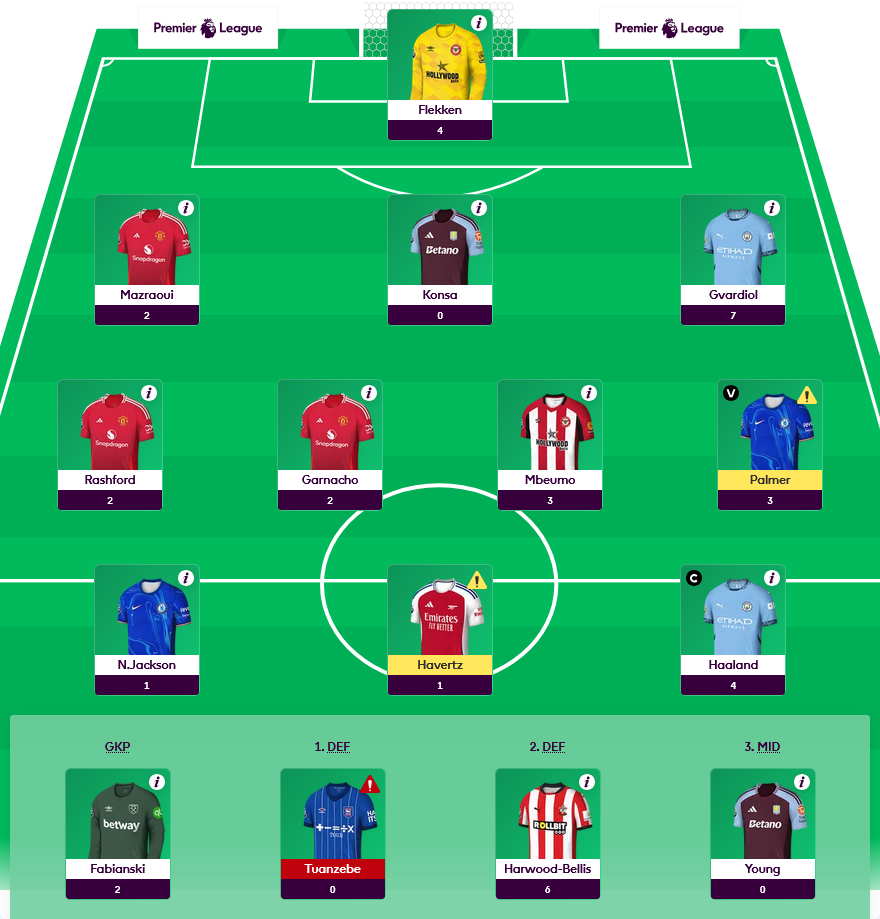 Premier League
Premier League
HOLLYWOOD
Flekken
4
Snapdragon
Mazraoui
2
Betano
Konsa
0
ETIHAD
AIRWAYS
Gvardiol
7
Snapdragon
Rashford
2
Snapdragon
Garnacho
2
HOLLYWOOD
Mbeumo
3
V
Palmer
3
N.Jackson
1
Emirates
FLY BETTER
Havertz
1
C
ETIHAD
AIRWAYS
Haaland
4
GKP
1. DEF
2. DEF
3. MID
betway
Fabianski
2
Tuanzebe
0
ROLLBIT
Harwood-Bellis
6
Betano
Young
0